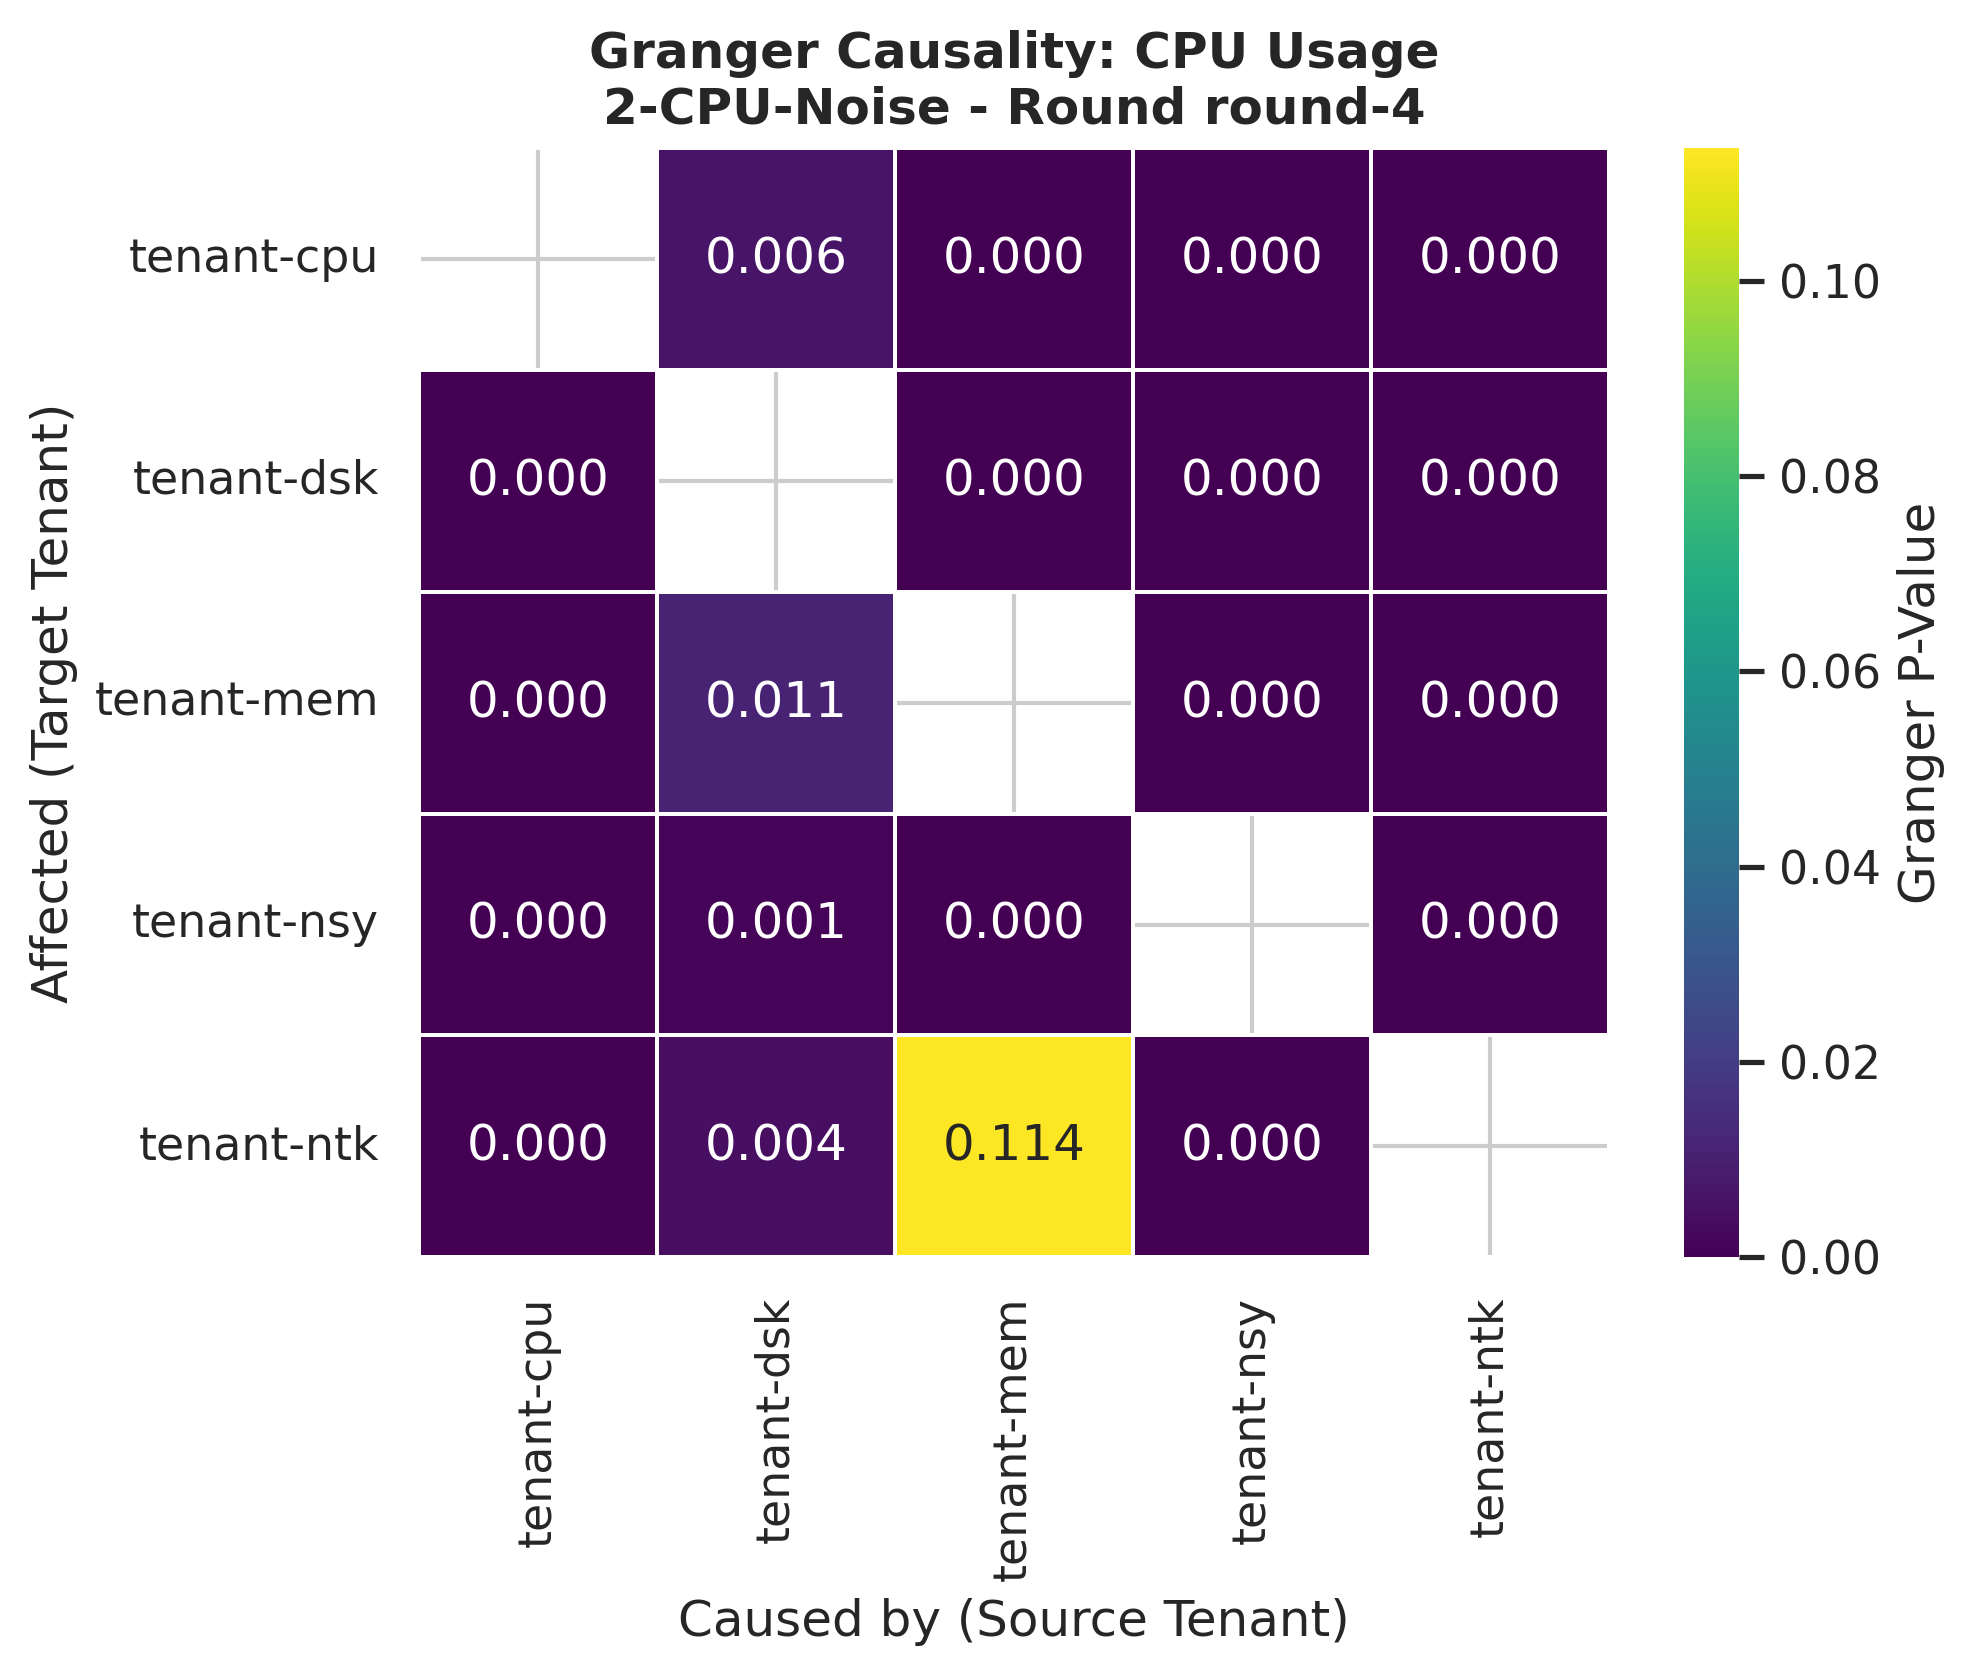 Granger Causality: CPU Usage
2-CPU-Noise - Round round-4
Affected (Target Tenant)
tenant-cpu 0.006 0.000 0.000 0.000
tenant-dsk 0.000 0.000 0.000 0.000
tenant-mem 0.000 0.011 0.000 0.000
tenant-nsy 0.000 0.001 0.000 0.000
tenant-ntk 0.000 0.004 0.114 0.000
tenant-cpu tenant-dsk tenant-mem tenant-nsy tenant-ntk
Caused by (Source Tenant)
0.10
0.08
0.06
0.04
0.02
0.00
Granger P-Value